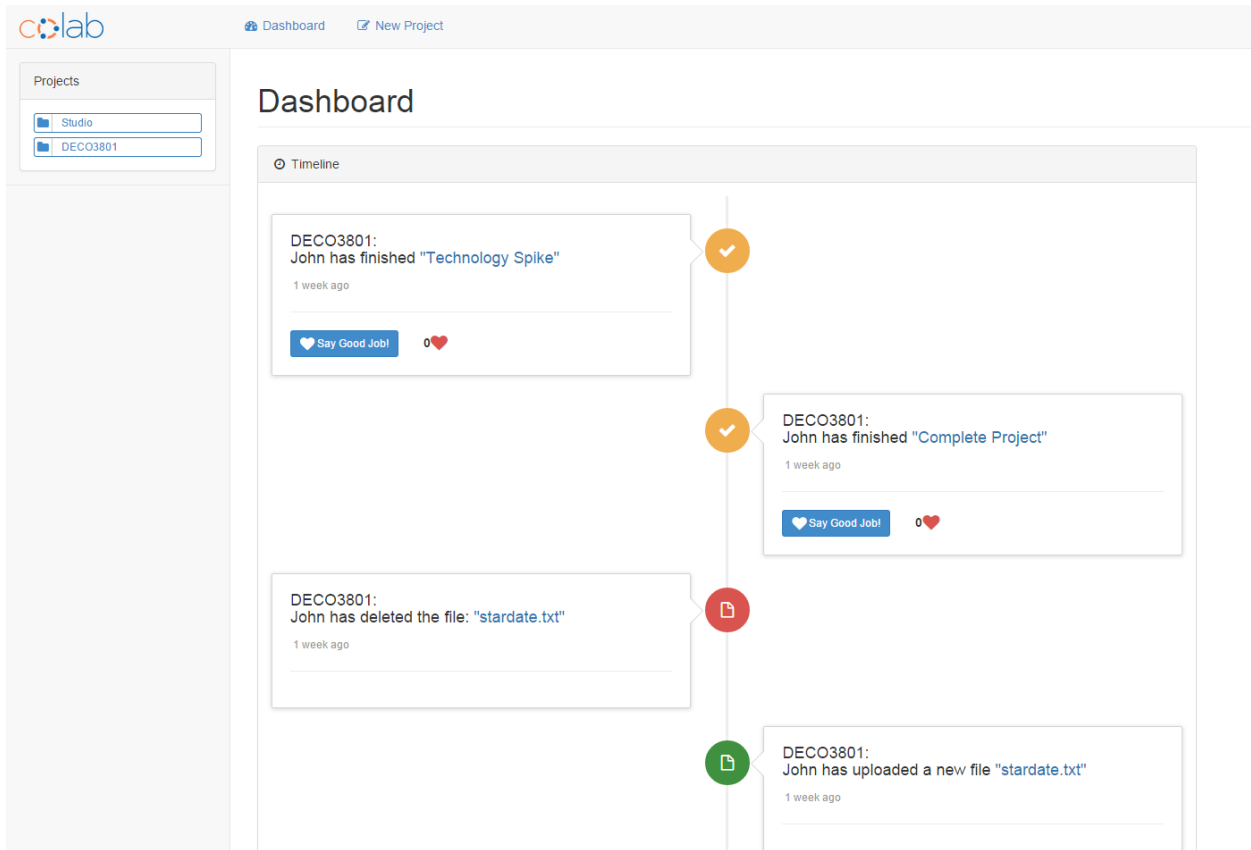 colab
Dashboard
New Project
Projects
Studio
DECO3801
Dashboard
Timeline
DECO3801:
John has finished "Technology Spike"
1 week ago
Say Good Job!
0
DECO3801:
John has finished "Complete Project"
1 week ago
Say Good Job!
0
DECO3801:
John has deleted the file: "stardate.txt"
1 week ago
DECO3801:
John has uploaded a new file "stardate.txt"
1 week ago